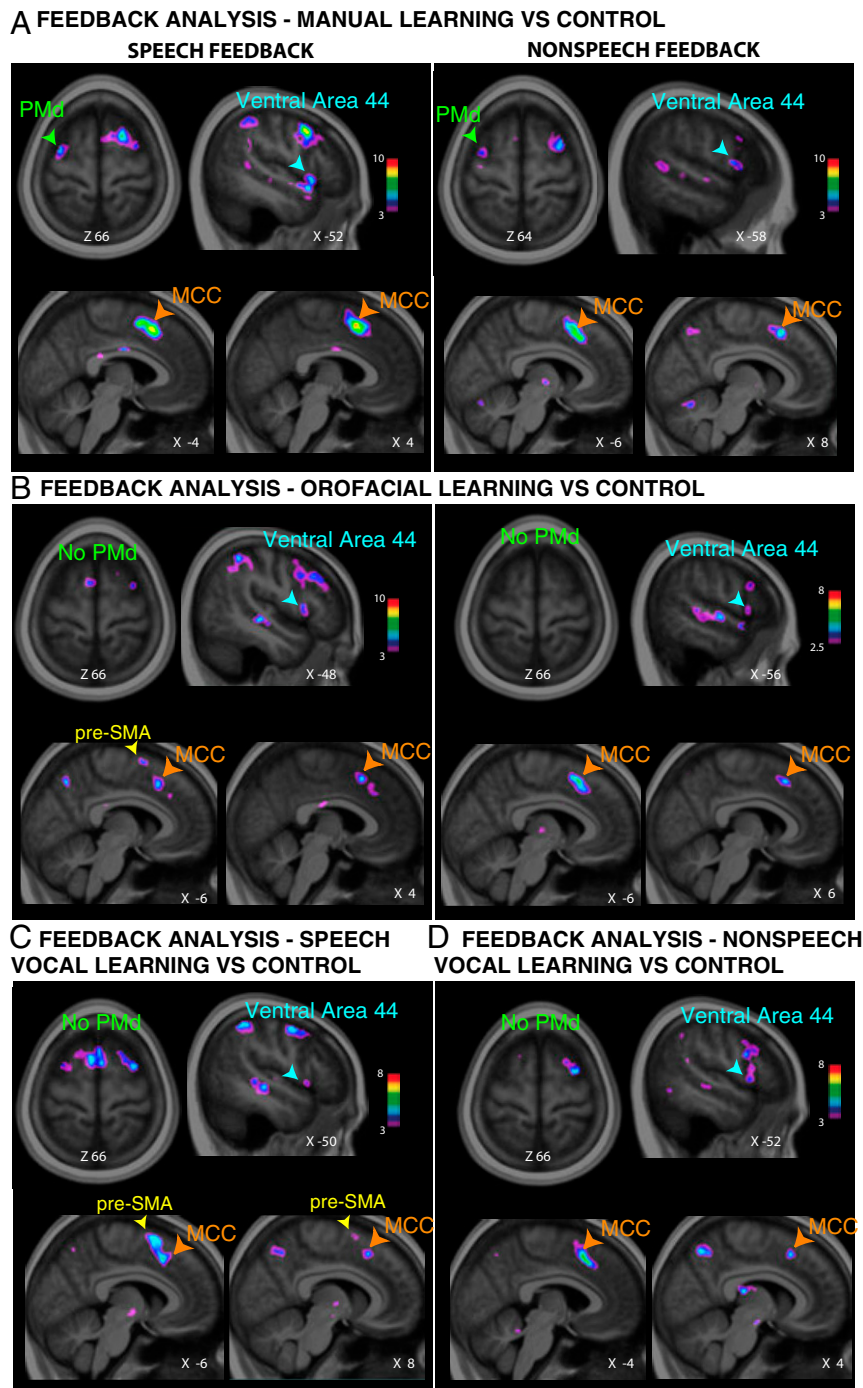 A FEEDBACK ANALYSIS - MANUAL LEARNING VS CONTROL
SPEECH FEEDBACK
NONSPEECH FEEDBACK
PMd
Ventral Area 44
10
3
Z 66
X -52
PMd
Ventral Area 44
10
3
Z 64
X -58
MCC
MCC
X -4
X 4
MCC
MCC
X -6
X 8
B FEEDBACK ANALYSIS - OROFACIAL LEARNING VS CONTROL
No PMd
Ventral Area 44
10
3
Z 66
X -48
No PMd
Ventral Area 44
8
2.5
Z 66
X -56
pre-SMA
MCC
MCC
X -6
X 4
MCC
MCC
X -6
X 6
C FEEDBACK ANALYSIS - SPEECH
VOCAL LEARNING VS CONTROL
D FEEDBACK ANALYSIS - NONSPEECH
VOCAL LEARNING VS CONTROL
No PMd
Ventral Area 44
8
3
Z 66
X -50
No PMd
Ventral Area 44
8
3
Z 66
X -52
pre-SMA
MCC
pre-SMA
MCC
X -6
X 8
MCC
MCC
X -4
X 4